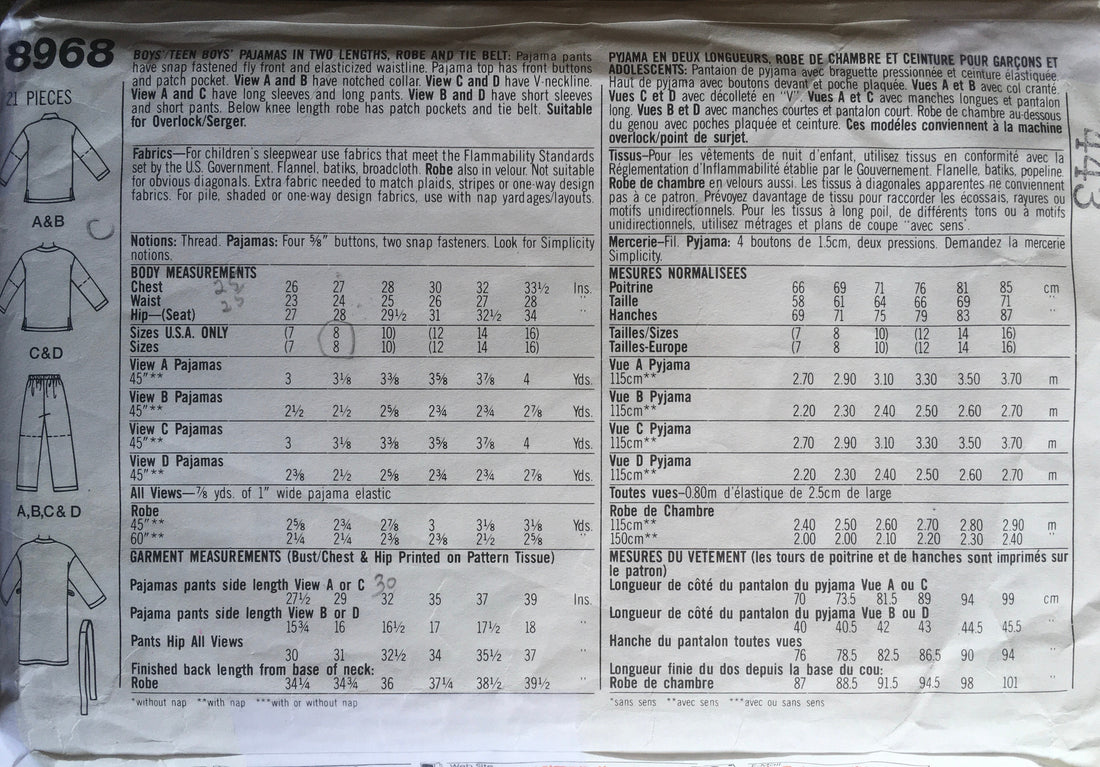 8968
21 PIECES
A&B
C
C&D
A,B,C& D
BOYS'/TEEN BOYS' PAJAMAS IN TWO LENGTHS, ROBE AND TIE BELT: Pajama pants
have snap fastened fly front and elasticized waistline. Pajama top has front buttons
and patch pocket. View A and B have notched collar. View C and D have V-neckline.
View A and C have long sleeves and long pants. View B and D have short sleeves
and short pants. Below knee length robe has patch pockets and tie belt. Suitable
for Overlock/Serger.
Fabrics—For children's sleepwear use fabrics that meet the Flammability Standards
set by the U.S. Government. Flannel, batiks, broadcloth. Robe also in velour. Not suitable
for obvious diagonals. Extra fabric needed to match plaids, stripes or one-way design
fabrics. For pile, shaded or one-way design fabrics, use with nap yardages/layouts.
Notions: Thread. Pajamas: Four 5/8" buttons, two snap fasteners. Look for Simplicity
notions.
BODY MEASUREMENTS
Chest 25 26 27 28 30 32 33½ Ins.
Waist 25 23 24 25 26 27 28 "
Hip—(Seat) 27 28 29½ 31 32½ 34 "
Sizes U.S.A. ONLY (7 8 10) (12 14 16)
Sizes (7 8 10) (12 14 16)
View A Pajamas
45"** 3 3⅛ 3⅜ 3⅝ 3⅞ 4 Yds.
View B Pajamas
45"** 2½ 2½ 2⅝ 2¾ 2¾ 2⅞ Yds.
View C Pajamas
45"** 3 3⅛ 3⅜ 3⅝ 3⅞ 4 Yds.
View D Pajamas
45"** 2⅜ 2½ 2⅝ 2¾ 2¾ 2⅞ Yds.
All Views—⅞ yds. of 1" wide pajama elastic
Robe
45"** 2⅝ 2¾ 2⅞ 3 3⅛ 3⅛ Yds.
60"** 2¼ 2¼ 2⅜ 2⅜ 2½ 2⅝ "
GARMENT MEASUREMENTS (Bust/Chest & Hip Printed on Pattern Tissue)
Pajamas pants side length View A or C 30
27½ 29 32 35 37 39 Ins.
Pajama pants side length View B or D
15¾ 16 16½ 17 17½ 18 "
Pants Hip All Views
30 31 32½ 34 35½ 37 "
Finished back length from base of neck:
Robe 34¼ 34¾ 36 37¼ 38½ 39½ "
*without nap **with nap ***with or without nap
PYJAMA EN DEUX LONGUEURS, ROBE DE CHAMBRE ET CEINTURE POUR GARÇONS ET
ADOLESCENTS: Pantaion de pyjama avec braguette pressionnée et ceinture élastiquée.
Haut de pyjama avec boutons devant et poche plaquée. Vues A et B avec col cranté.
Vues C et D avec décolleté en "V". Vues A et C avec manches longues et pantalon
long. Vues B et D avec manches courtes et pantalon court. Robe de chambre au-dessous
du genou avec poches plaquée et ceinture. Ces modéles conviennent à la machine
overlock/point de surjet.
Tissus—Pour les vêtements de nuit d'enfant, utilisez tissus en conformité avec la
Réglementation d'Inflammabilité établie par le Gouvernement. Flanelle, batiks, popeline.
Robe de chambre en velours aussi. Les tissus à diagonales apparentes ne conviennent
pas à ce patron. Prévoyez davantage de tissu pour raccorder les écossais, rayures ou
motifs unidirectionnels. Pour les tissus à long poil, de différents tons ou à motifs
unidirectionnels, utilisez métrages et plans de coupe "avec sens".
Mercerie—Fil. Pyjama: 4 boutons de 1.5cm, deux pressions. Demandez la mercerie
Simplicity.
MESURES NORMALISEES
Poitrine 66 69 71 76 81 85 cm
Taille 58 61 64 66 69 71 "
Hanches 69 71 75 79 83 87 "
Tailles/Sizes (7 8 10) (12 14 16)
Tailles-Europe (7 8 10) (12 14 16)
Vue A Pyjama
115cm** 2.70 2.90 3.10 3.30 3.50 3.70 m
Vue B Pyjama
115cm** 2.20 2.30 2.40 2.50 2.60 2.70 m
Vue C Pyjama
115cm** 2.70 2.90 3.10 3.30 3.50 3.70 m
Vue D Pyjama
115cm** 2.20 2.30 2.40 2.50 2.60 2.70 m
Toutes vues—0.80m d'élastique de 2.5cm de large
Robe de Chambre
115cm** 2.40 2.50 2.60 2.70 2.80 2.90 m
150cm** 2.00 2.00 2.10 2.20 2.30 2.40 "
MESURES DU VETEMENT (les tours de poitrine et de hanches sont imprimés sur
le patron)
Longueur de côté du pantalon du pyjama Vue A ou C
70 73.5 81.5 89 94 99 cm
Longueur de côté du pantalon du pyjama Vue B ou D
40 40.5 42 43 44.5 45.5 "
Hanche du pantalon toutes vues
76 78.5 82.5 86.5 90 94 "
Longueur finie du dos depuis la base du cou:
Robe de chambre 87 88.5 91.5 94.5 98 101 "
*sans sens **avec sens ***avec ou sans sens
443